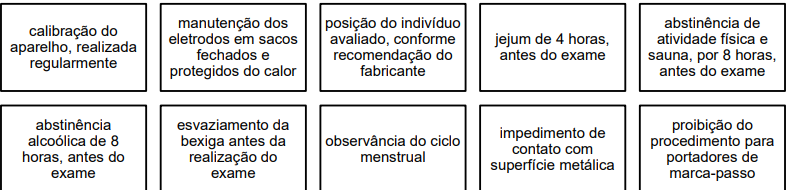 calibração do
aparelho, realizada
regularmente
manutenção dos
eletrodos em sacos
fechados e
protegidos do calor
posição do indivíduo
avaliado, conforme
recomendação do
fabricante
jejum de 4 horas,
antes do exame
abstinência de
atividade física e
sauna, por 8 horas,
antes do exame
abstinência
alcoólica de 8
horas, antes do
exame
esvaziamento da
bexiga antes da
realização do
exame
observância do ciclo
menstrual
impedimento de
contato com
superfície metálica
proibição do
procedimento para
portadores de
marca-passo